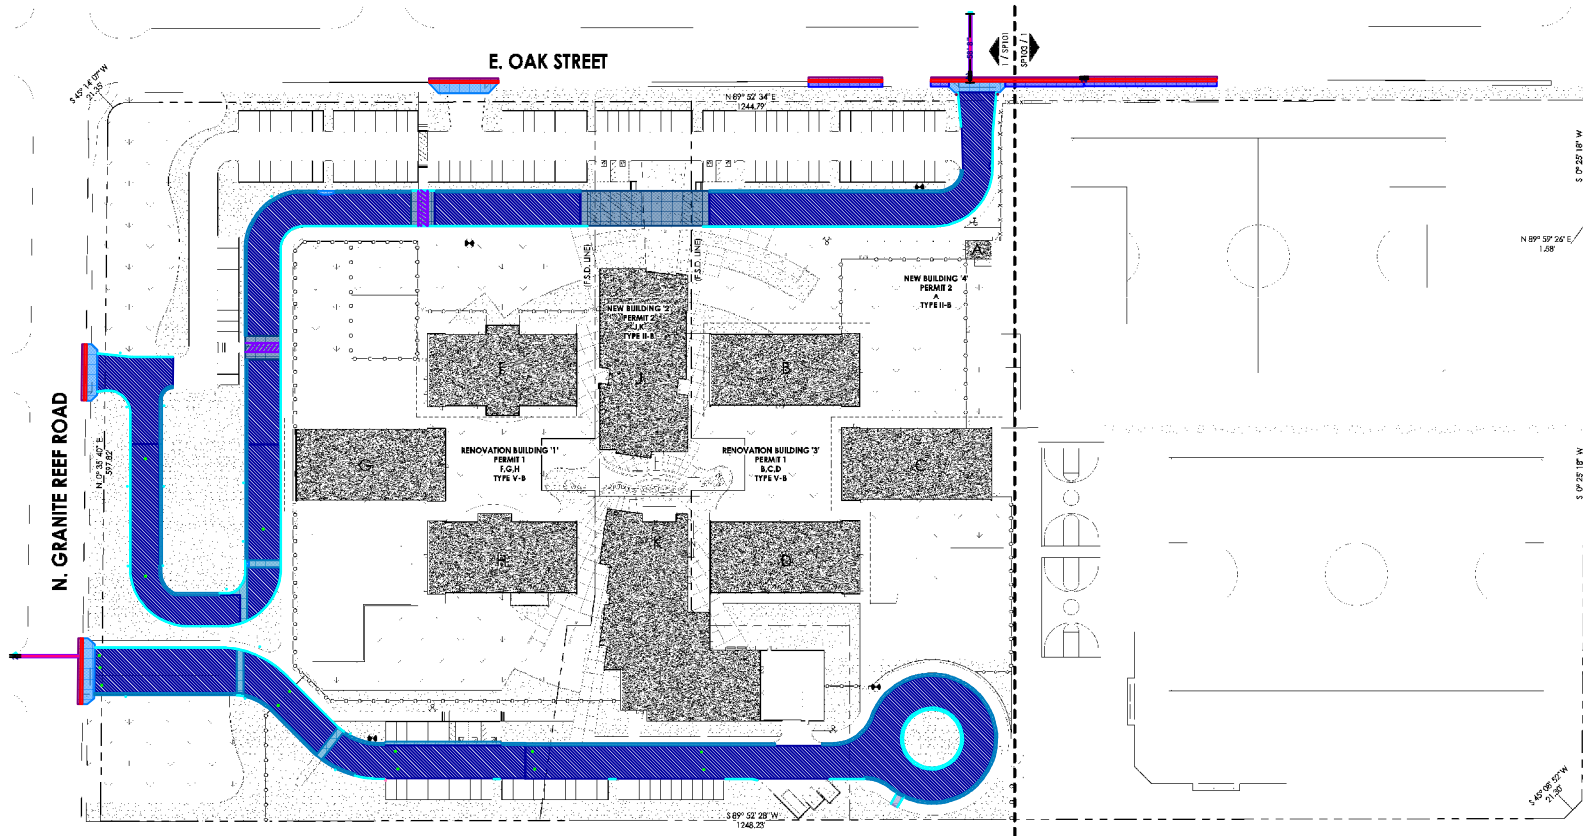 E. OAK STREET
1 / SP101
SP103 / 1
S 45° 14' 07" W
21.35'
N 89° 52' 34" E
1244.79'
S 0° 25' 18" W
N 89° 59' 26" E
1.58'
A
(F.S.D. LINE)
(F.S.D. LINE)
NEW BUILDING '4'
PERMIT 2
A
TYPE II-B
NEW BUILDING '2'
PERMIT 2
J,K
TYPE II-B
F
J
B
N. GRANITE REEF ROAD
N 0° 35' 40" E
597.82'
G
RENOVATION BUILDING '1'
PERMIT 1
F,G,H
TYPE V-B
RENOVATION BUILDING '3'
PERMIT 1
B,C,D
TYPE V-B
C
S 0° 25' 18" W
H
K
D
S 89° 52' 28" W
1248.23'
S 45° 08' 52" W
21.30'